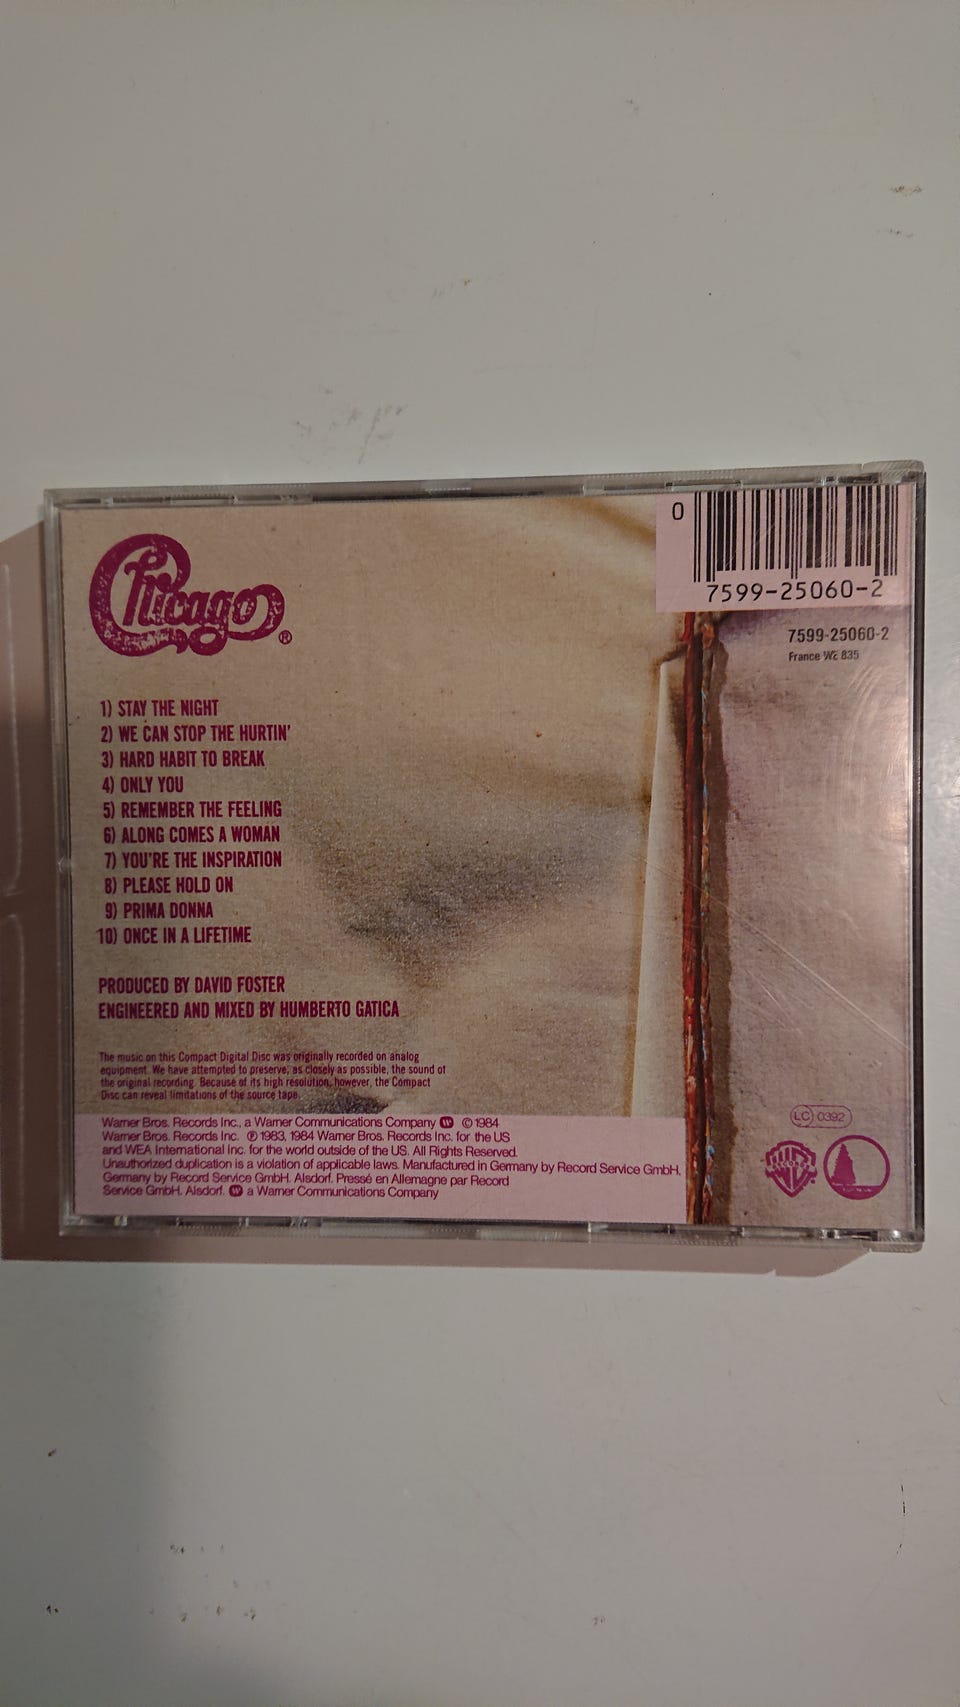 Chicago®
0
7599-25060-2
7599-25060-2
France WE 835
1) STAY THE NIGHT
2) WE CAN STOP THE HURTIN'
3) HARD HABIT TO BREAK
4) ONLY YOU
5) REMEMBER THE FEELING
6) ALONG COMES A WOMAN
7) YOU'RE THE INSPIRATION
8) PLEASE HOLD ON
9) PRIMA DONNA
10) ONCE IN A LIFETIME
PRODUCED BY DAVID FOSTER
ENGINEERED AND MIXED BY HUMBERTO GATICA
The music on this Compact Digital Disc was originally recorded on analog
equipment. We have attempted to preserve, as closely as possible, the sound of
the original recording. Because of its high resolution, however, the Compact
Disc can reveal limitations of the source tape.
Warner Bros. Records Inc., a Warner Communications Company © 1984
Warner Bros. Records Inc. ℗ 1983, 1984 Warner Bros. Records Inc. for the US
and WEA International Inc. for the world outside of the US. All Rights Reserved.
Unauthorized duplication is a violation of applicable laws. Manufactured in Germany by Record Service GmbH,
Germany by Record Service GmbH. Alsdorf. Pressé en Allemagne par Record
Service GmbH. Alsdorf. a Warner Communications Company
LC 0392
RECORDS